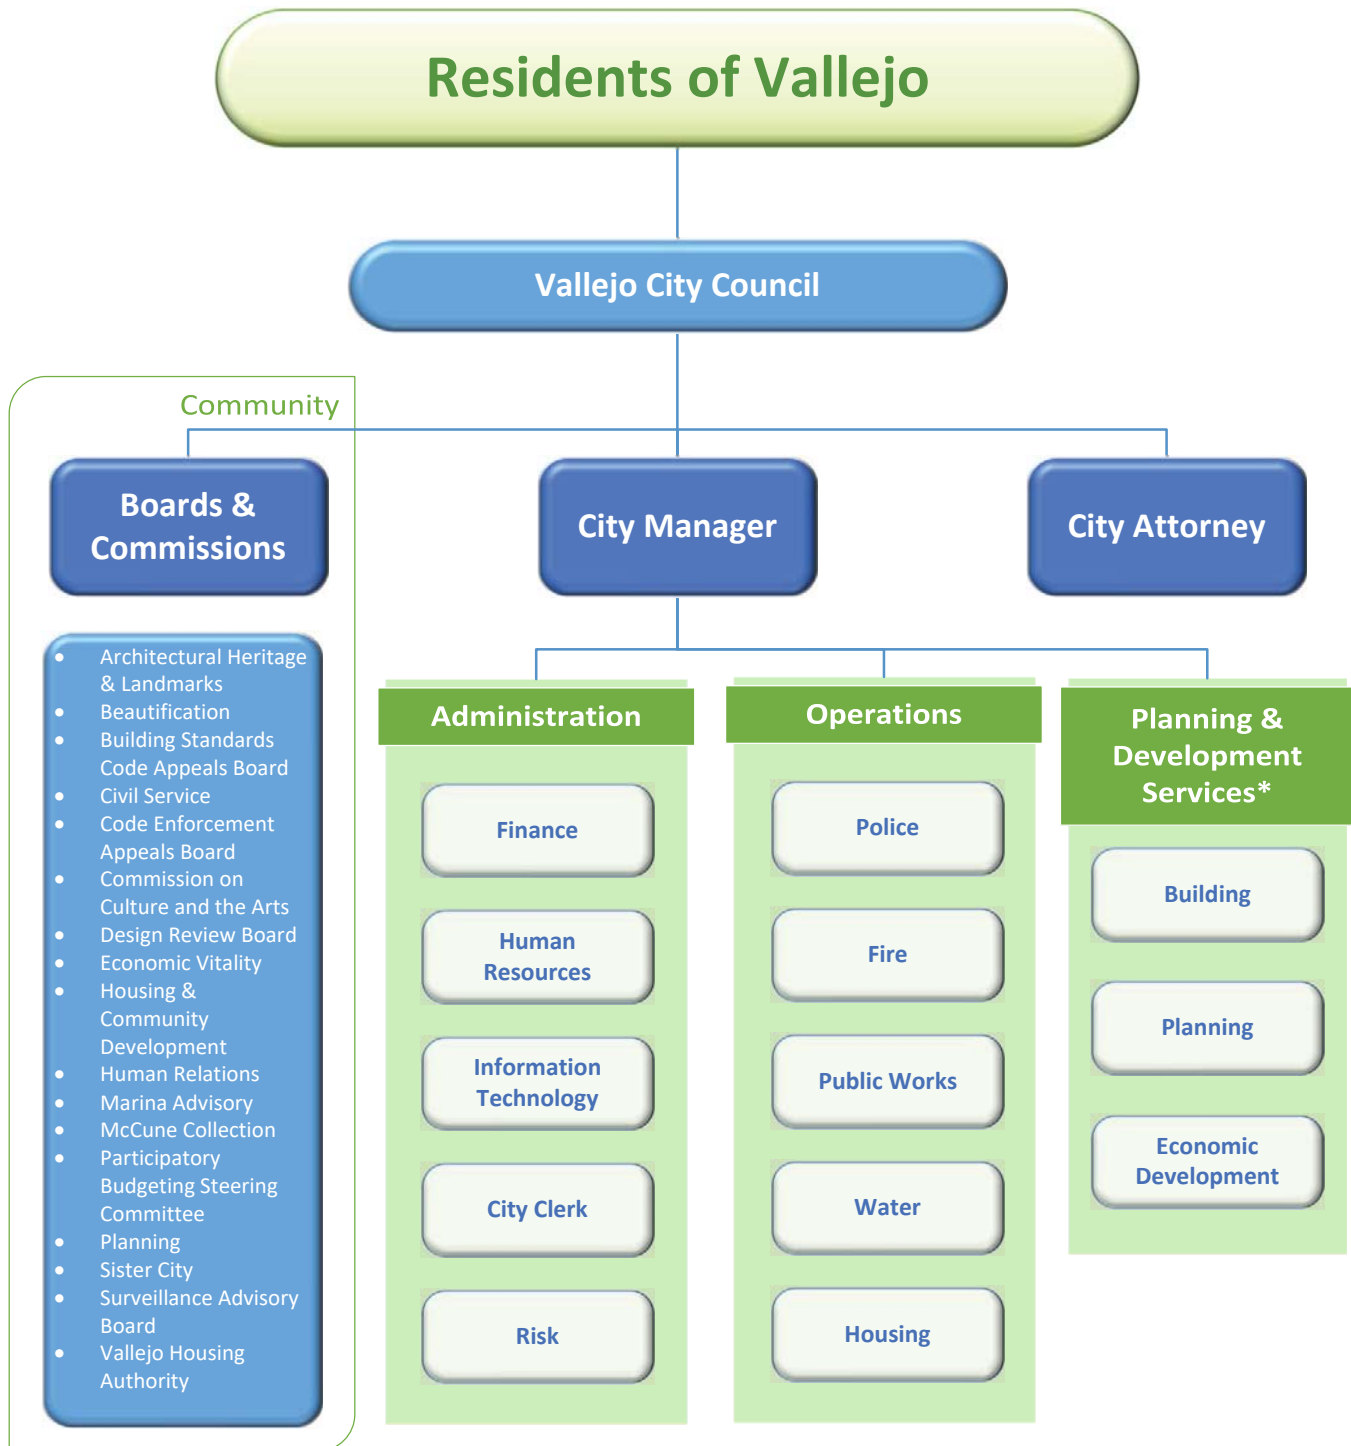 Residents of Vallejo
Vallejo City Council
Community
Boards &
Commissions
City Manager
City Attorney
• Architectural Heritage
& Landmarks
• Beautification
• Building Standards
Code Appeals Board
• Civil Service
• Code Enforcement
Appeals Board
• Commission on
Culture and the Arts
• Design Review Board
• Economic Vitality
• Housing &
Community
Development
• Human Relations
• Marina Advisory
• McCune Collection
• Participatory
Budgeting Steering
Committee
• Planning
• Sister City
• Surveillance Advisory
Board
• Vallejo Housing
Authority
Administration
Finance
Human
Resources
Information
Technology
City Clerk
Risk
Operations
Police
Fire
Public Works
Water
Housing
Planning &
Development
Services*
Building
Planning
Economic
Development